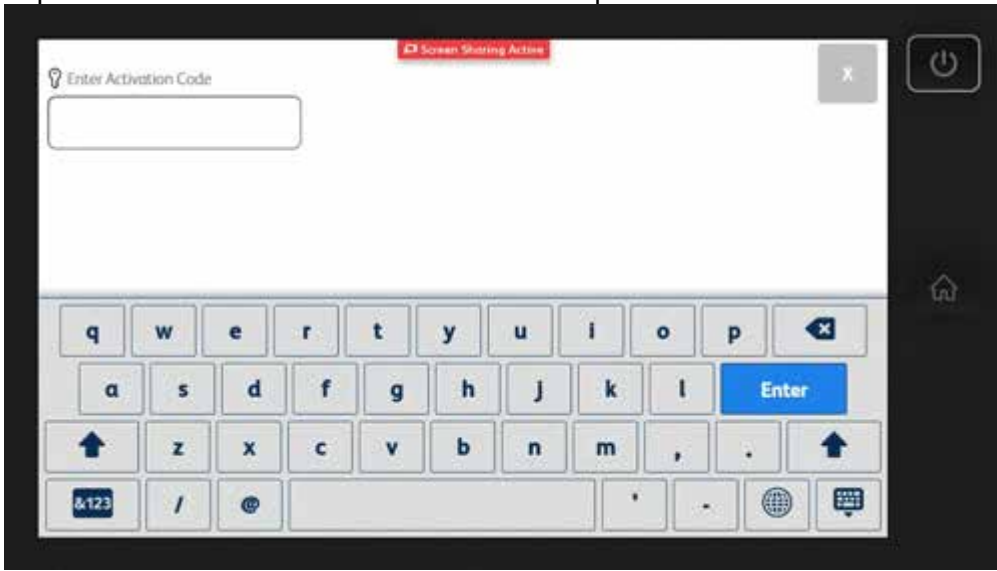 Screen Sharing Active
X
Enter Activation Code
q w e r t y u i o p
a s d f g h j k l Enter
z x c v b n m , .
&123 / @ ' -